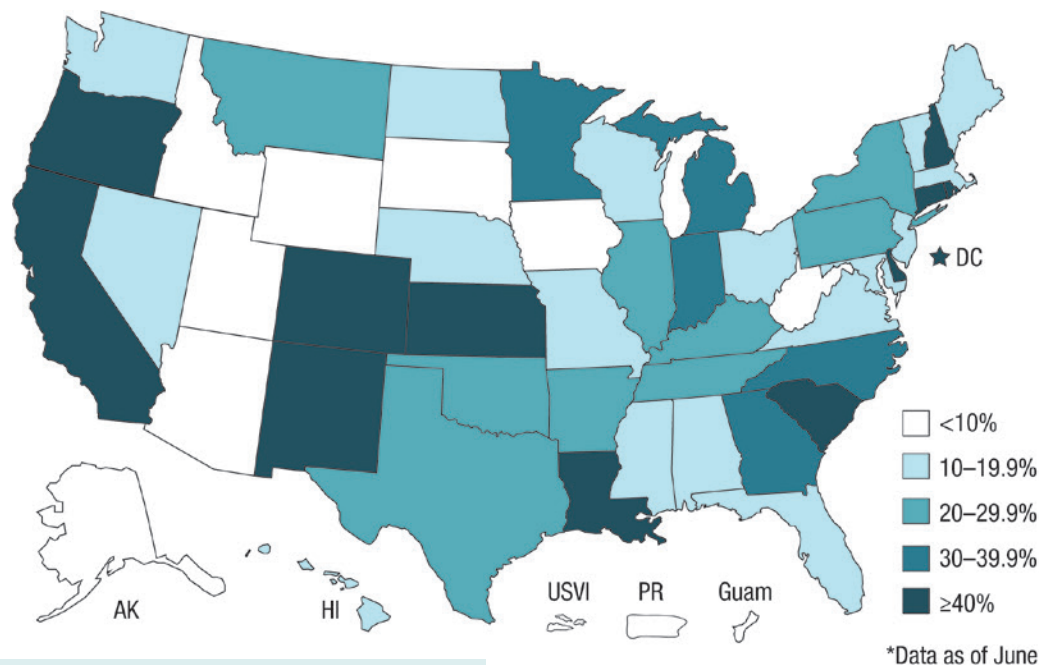 DC
<10%
10–19.9%
20–29.9%
30–39.9%
≥40%
AK
HI
USVI
PR
Guam
*Data as of June